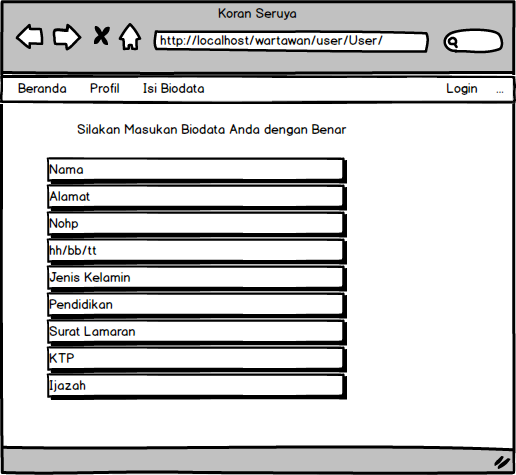 Koran Seruya
http://localhost/wartawan/user/User/
Beranda Profil Isi Biodata Login ...
Silakan Masukan Biodata Anda dengan Benar
Nama
Alamat
Nohp
hh/bb/tt
Jenis Kelamin
Pendidikan
Surat Lamaran
KTP
Ijazah